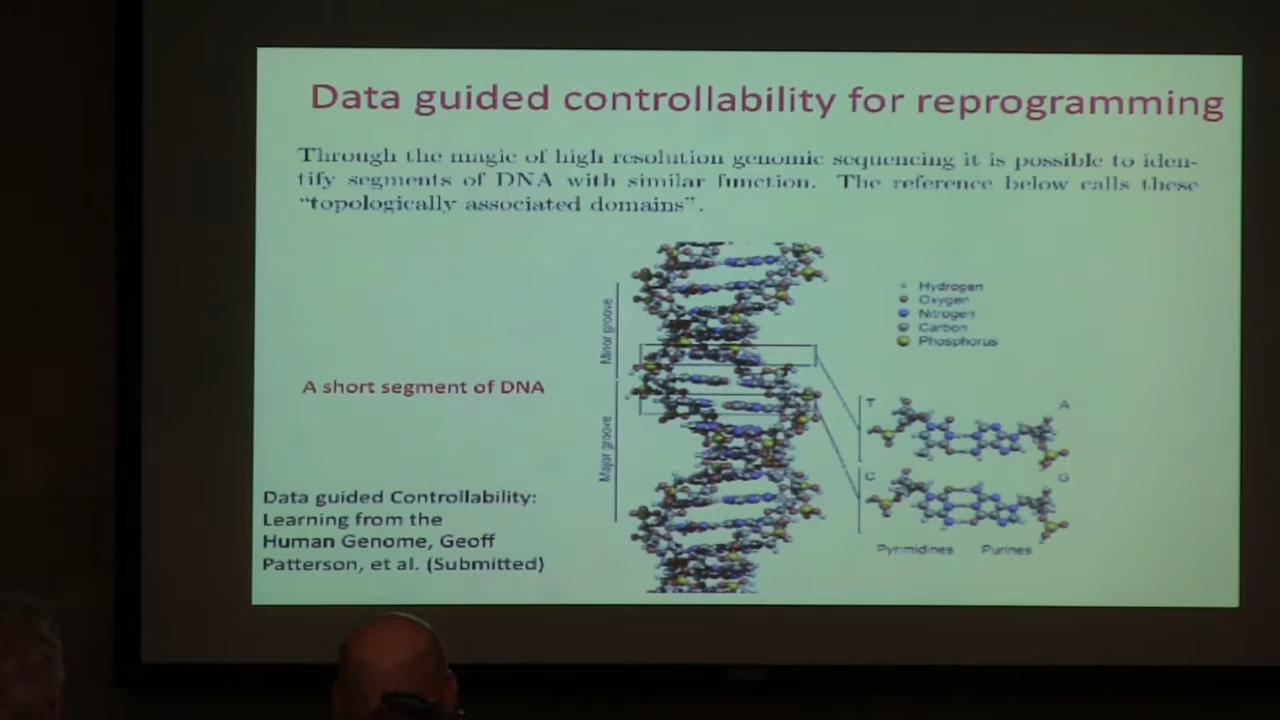 Data guided controllability for reprogramming
Through the magic of high resolution genomic sequencing it is possible to iden-
tify segments of DNA with similar function. The reference below calls these
“topologically associated domains”.
Minor groove
Major groove
Hydrogen
Oxygen
Nitrogen
Carbon
Phosphorus
A short segment of DNA
T A
C G
Pyrimidines Purines
Data guided Controllability:
Learning from the
Human Genome, Geoff
Patterson, et al. (Submitted)